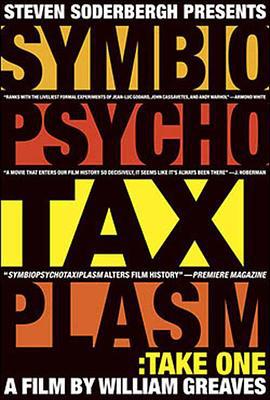 STEVEN SODERBERGH PRESENTS
SYMBIO
"RANKS WITH THE LIVELIEST FORMAL EXPERIMENTS OF JEAN-LUC GODARD, JOHN CASSAVETES, AND ANDY WARHOL" —ARMOND WHITE
PSYCHO
"A MOVIE THAT ENTERS OUR FILM HISTORY SO DECISIVELY, IT SEEMS LIKE IT'S ALWAYS BEEN THERE" —J. HOBERMAN
TAXI
"SYMBIOPSYCHOTAXIPLASM ALTERS FILM HISTORY" —PREMIERE MAGAZINE
PLASM
:TAKE ONE
A FILM BY WILLIAM GREAVES